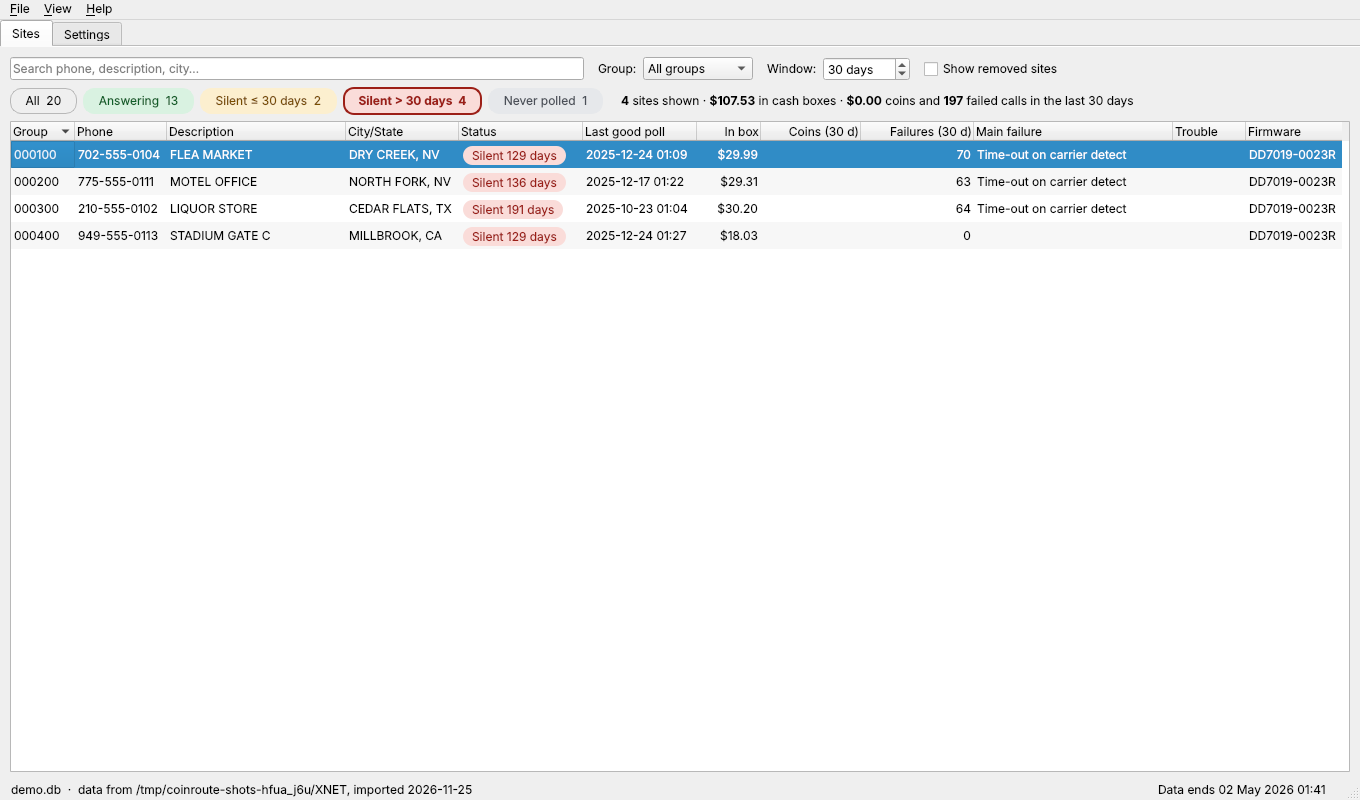 File View Help
Sites Settings
Search phone, description, city... Group: All groups Window: 30 days Show removed sites
All 20 Answering 13 Silent ≤ 30 days 2 Silent > 30 days 4 Never polled 1 4 sites shown · $107.53 in cash boxes · $0.00 coins and 197 failed calls in the last 30 days
Group Phone Description City/State Status Last good poll In box Coins (30 d) Failures (30 d) Main failure Trouble Firmware
000100 702-555-0104 FLEA MARKET DRY CREEK, NV Silent 129 days 2025-12-24 01:09 $29.99 70 Time-out on carrier detect DD7019-0023R
000200 775-555-0111 MOTEL OFFICE NORTH FORK, NV Silent 136 days 2025-12-17 01:22 $29.31 63 Time-out on carrier detect DD7019-0023R
000300 210-555-0102 LIQUOR STORE CEDAR FLATS, TX Silent 191 days 2025-10-23 01:04 $30.20 64 Time-out on carrier detect DD7019-0023R
000400 949-555-0113 STADIUM GATE C MILLBROOK, CA Silent 129 days 2025-12-24 01:27 $18.03 0 DD7019-0023R
demo.db · data from /tmp/coinroute-shots-hfua_j6u/XNET, imported 2026-11-25 Data ends 02 May 2026 01:41